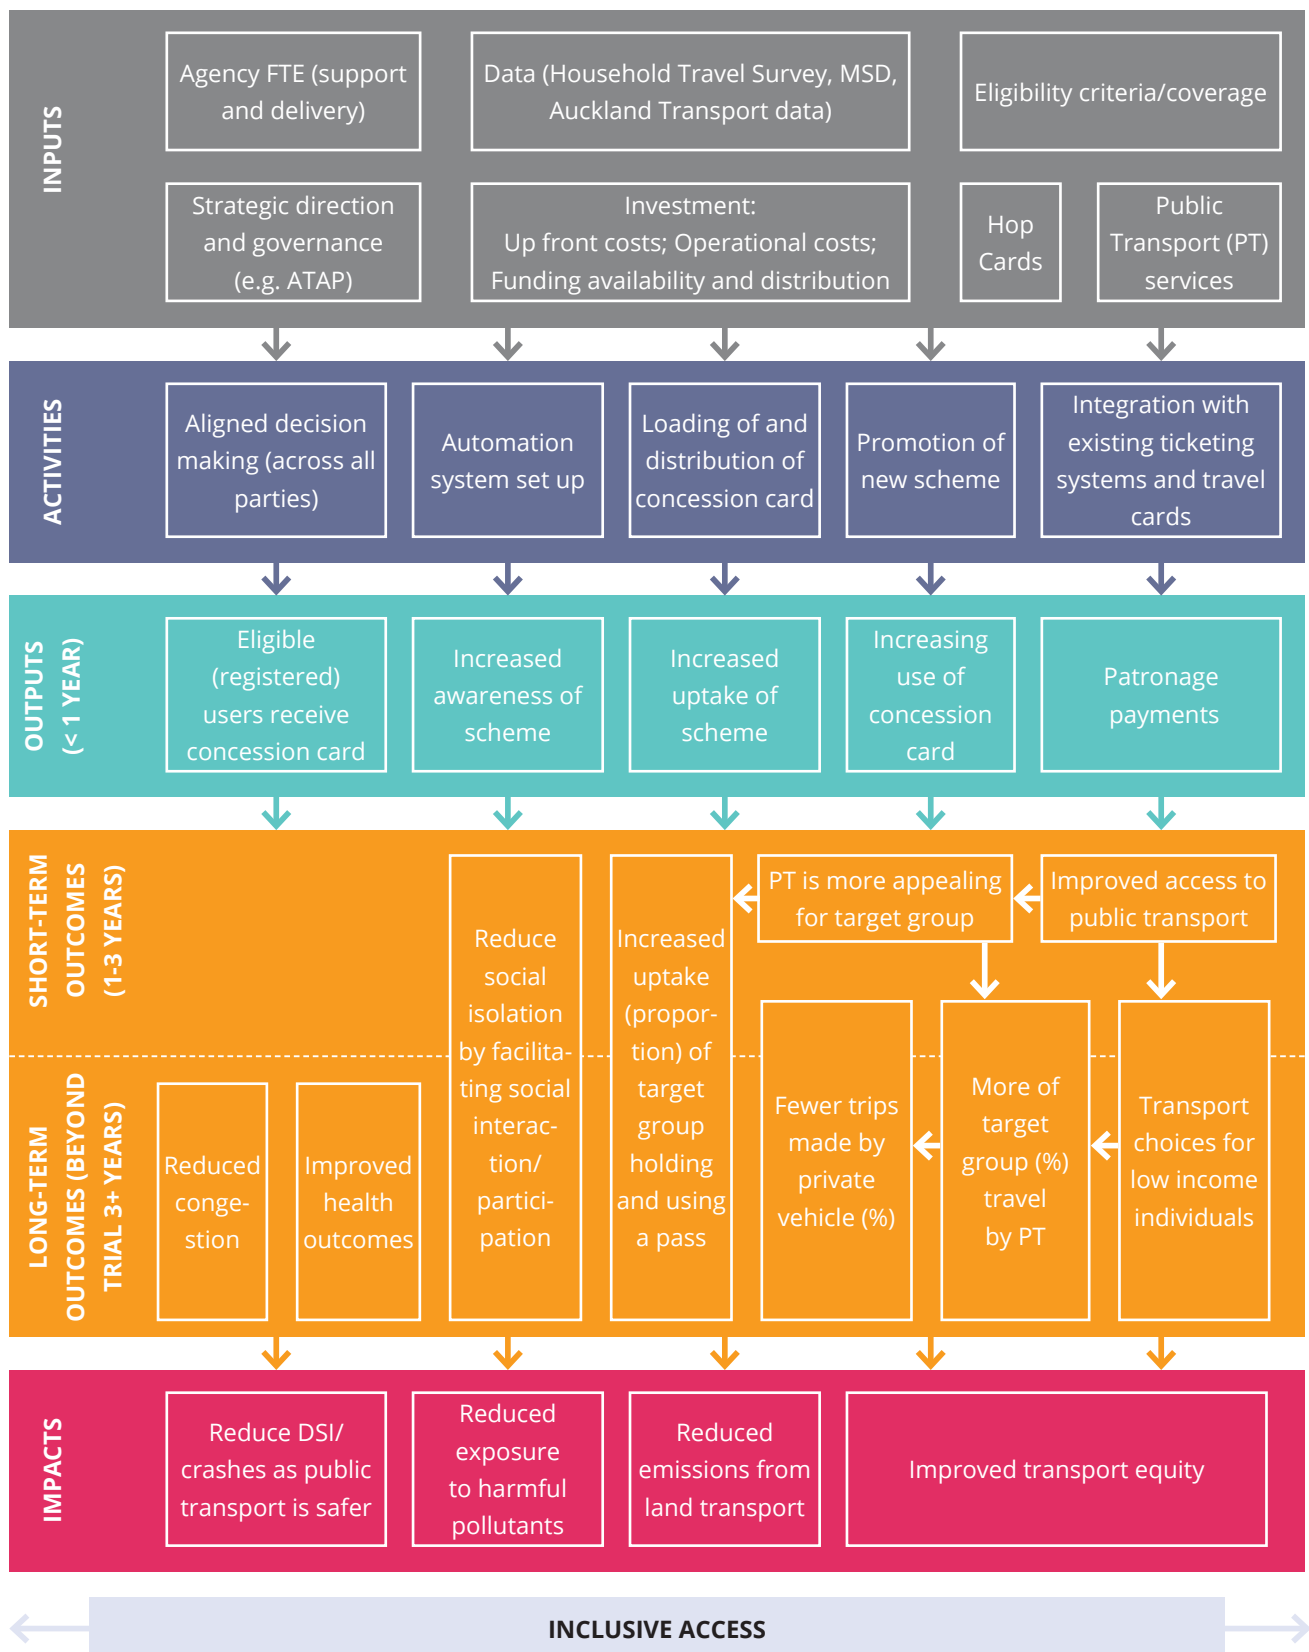 INPUTS
Agency FTE (support
and delivery)
Data (Household Travel Survey, MSD,
Auckland Transport data)
Eligibility criteria/coverage
Strategic direction
and governance
(e.g. ATAP)
Investment:
Up front costs; Operational costs;
Funding availability and distribution
Hop
Cards
Public
Transport (PT)
services
ACTIVITIES
Aligned decision
making (across all
parties)
Automation
system set up
Loading of and
distribution of
concession card
Promotion of
new scheme
Integration with
existing ticketing
systems and travel
cards
OUTPUTS
(< 1 YEAR)
Eligible
(registered)
users receive
concession card
Increased
awareness of
scheme
Increased
uptake of
scheme
Increasing
use of
concession
card
Patronage
payments
SHORT-TERM
OUTCOMES
(1-3 YEARS)
LONG-TERM
OUTCOMES (BEYOND
TRIAL 3+ YEARS)
Reduced
conge-
stion
Improved
health
outcomes
Reduce
social
isolation
by facilita-
ting social
interac-
tion/
partici-
pation
Increased
uptake
(propor-
tion) of
target
group
holding
and using
a pass
PT is more appealing
for target group
Improved access to
public transport
Fewer trips
made by
private
vehicle (%)
More of
target
group (%)
travel
by PT
Transport
choices for
low income
individuals
IMPACTS
Reduce DSI/
crashes as public
transport is safer
Reduced
exposure
to harmful
pollutants
Reduced
emissions from
land transport
Improved transport equity
INCLUSIVE ACCESS